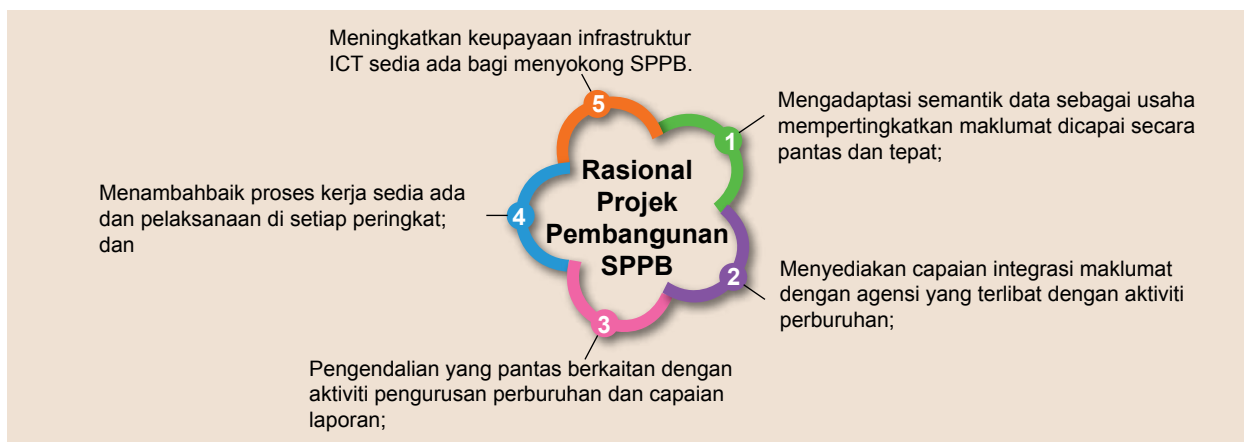 Meningkatkan keupayaan infrastruktur
ICT sedia ada bagi menyokong SPPB.
5
Mengadaptasi semantik data sebagai usaha
mempertingkatkan maklumat dicapai secara
pantas dan tepat;
1
Rasional
Projek
Pembangunan
SPPB
Menambahbaik proses kerja sedia ada
dan pelaksanaan di setiap peringkat;
dan
4
2
Menyediakan capaian integrasi maklumat
dengan agensi yang terlibat dengan aktiviti
perburuhan;
3
Pengendalian yang pantas berkaitan dengan
aktiviti pengurusan perburuhan dan capaian
laporan;